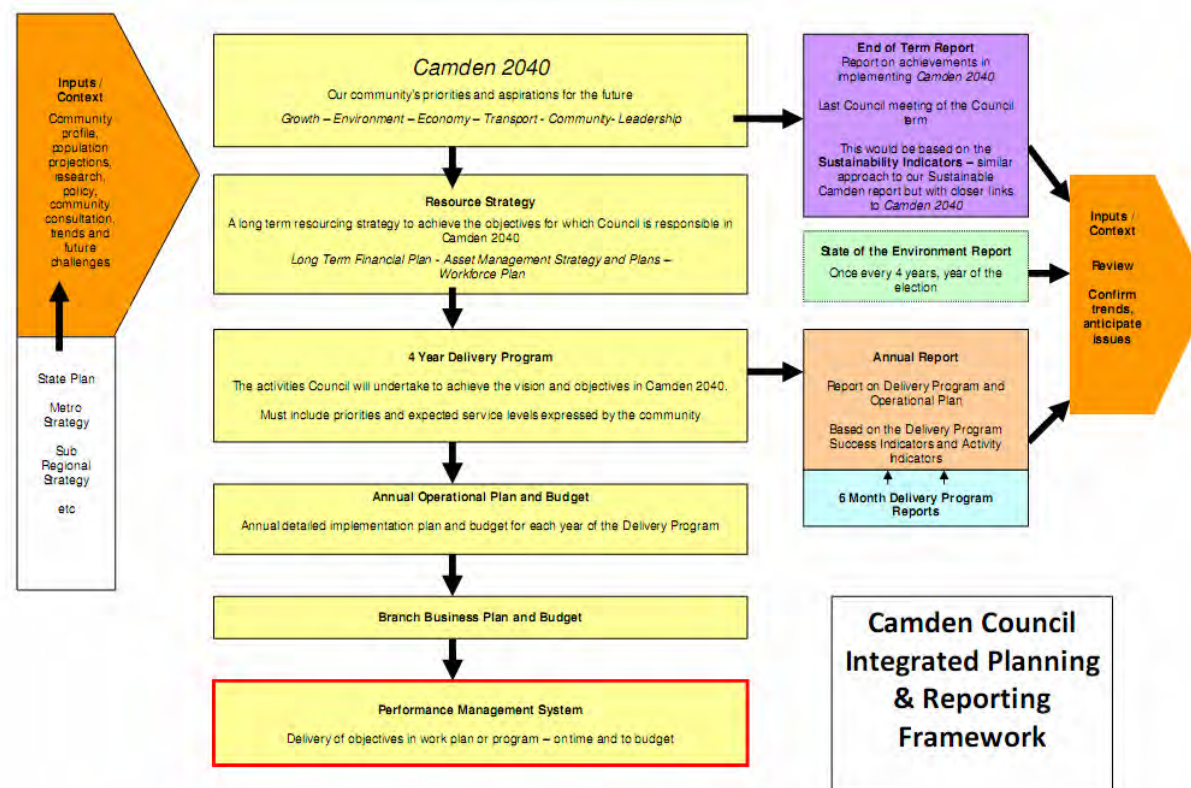 Inputs /
Context
Community
profile,
population
projections,
research,
policy,
community
consultation,
trends and
future
challenges
State Plan
Metro
Strategy
Sub
Regional
Strategy
etc
Camden 2040
Our community's priorities and aspirations for the future
Growth – Environment – Economy – Transport - Community- Leadership
Resource Strategy
A long term resourcing strategy to achieve the objectives for which Council is responsible in
Camden 2040
Long Term Financial Plan - Asset Management Strategy and Plans –
Workforce Plan
4 Year Delivery Program
The activities Council will undertake to achieve the vision and objectives in Camden 2040.
Must include priorities and expected service levels expressed by the community
Annual Operational Plan and Budget
Annual detailed implementation plan and budget for each year of the Delivery Program
Branch Business Plan and Budget
Performance Management System
Delivery of objectives in work plan or program – on time and to budget
End of Term Report
Report on achievements in
implementing Camden 2040
Last Council meeting of the Council
term
This would be based on the
Sustainability Indicators – similar
approach to our Sustainable
Camden report but with closer links
to Camden 2040
State of the Environment Report
Once every 4 years, year of the
election
Annual Report
Report on Delivery Program and
Operational Plan
Based on the Delivery Program
Success Indicators and Activity
Indicators
6 Month Delivery Program
Reports
Inputs /
Context
Review
Confirm
trends,
anticipate
issues
Camden Council
Integrated Planning
& Reporting
Framework